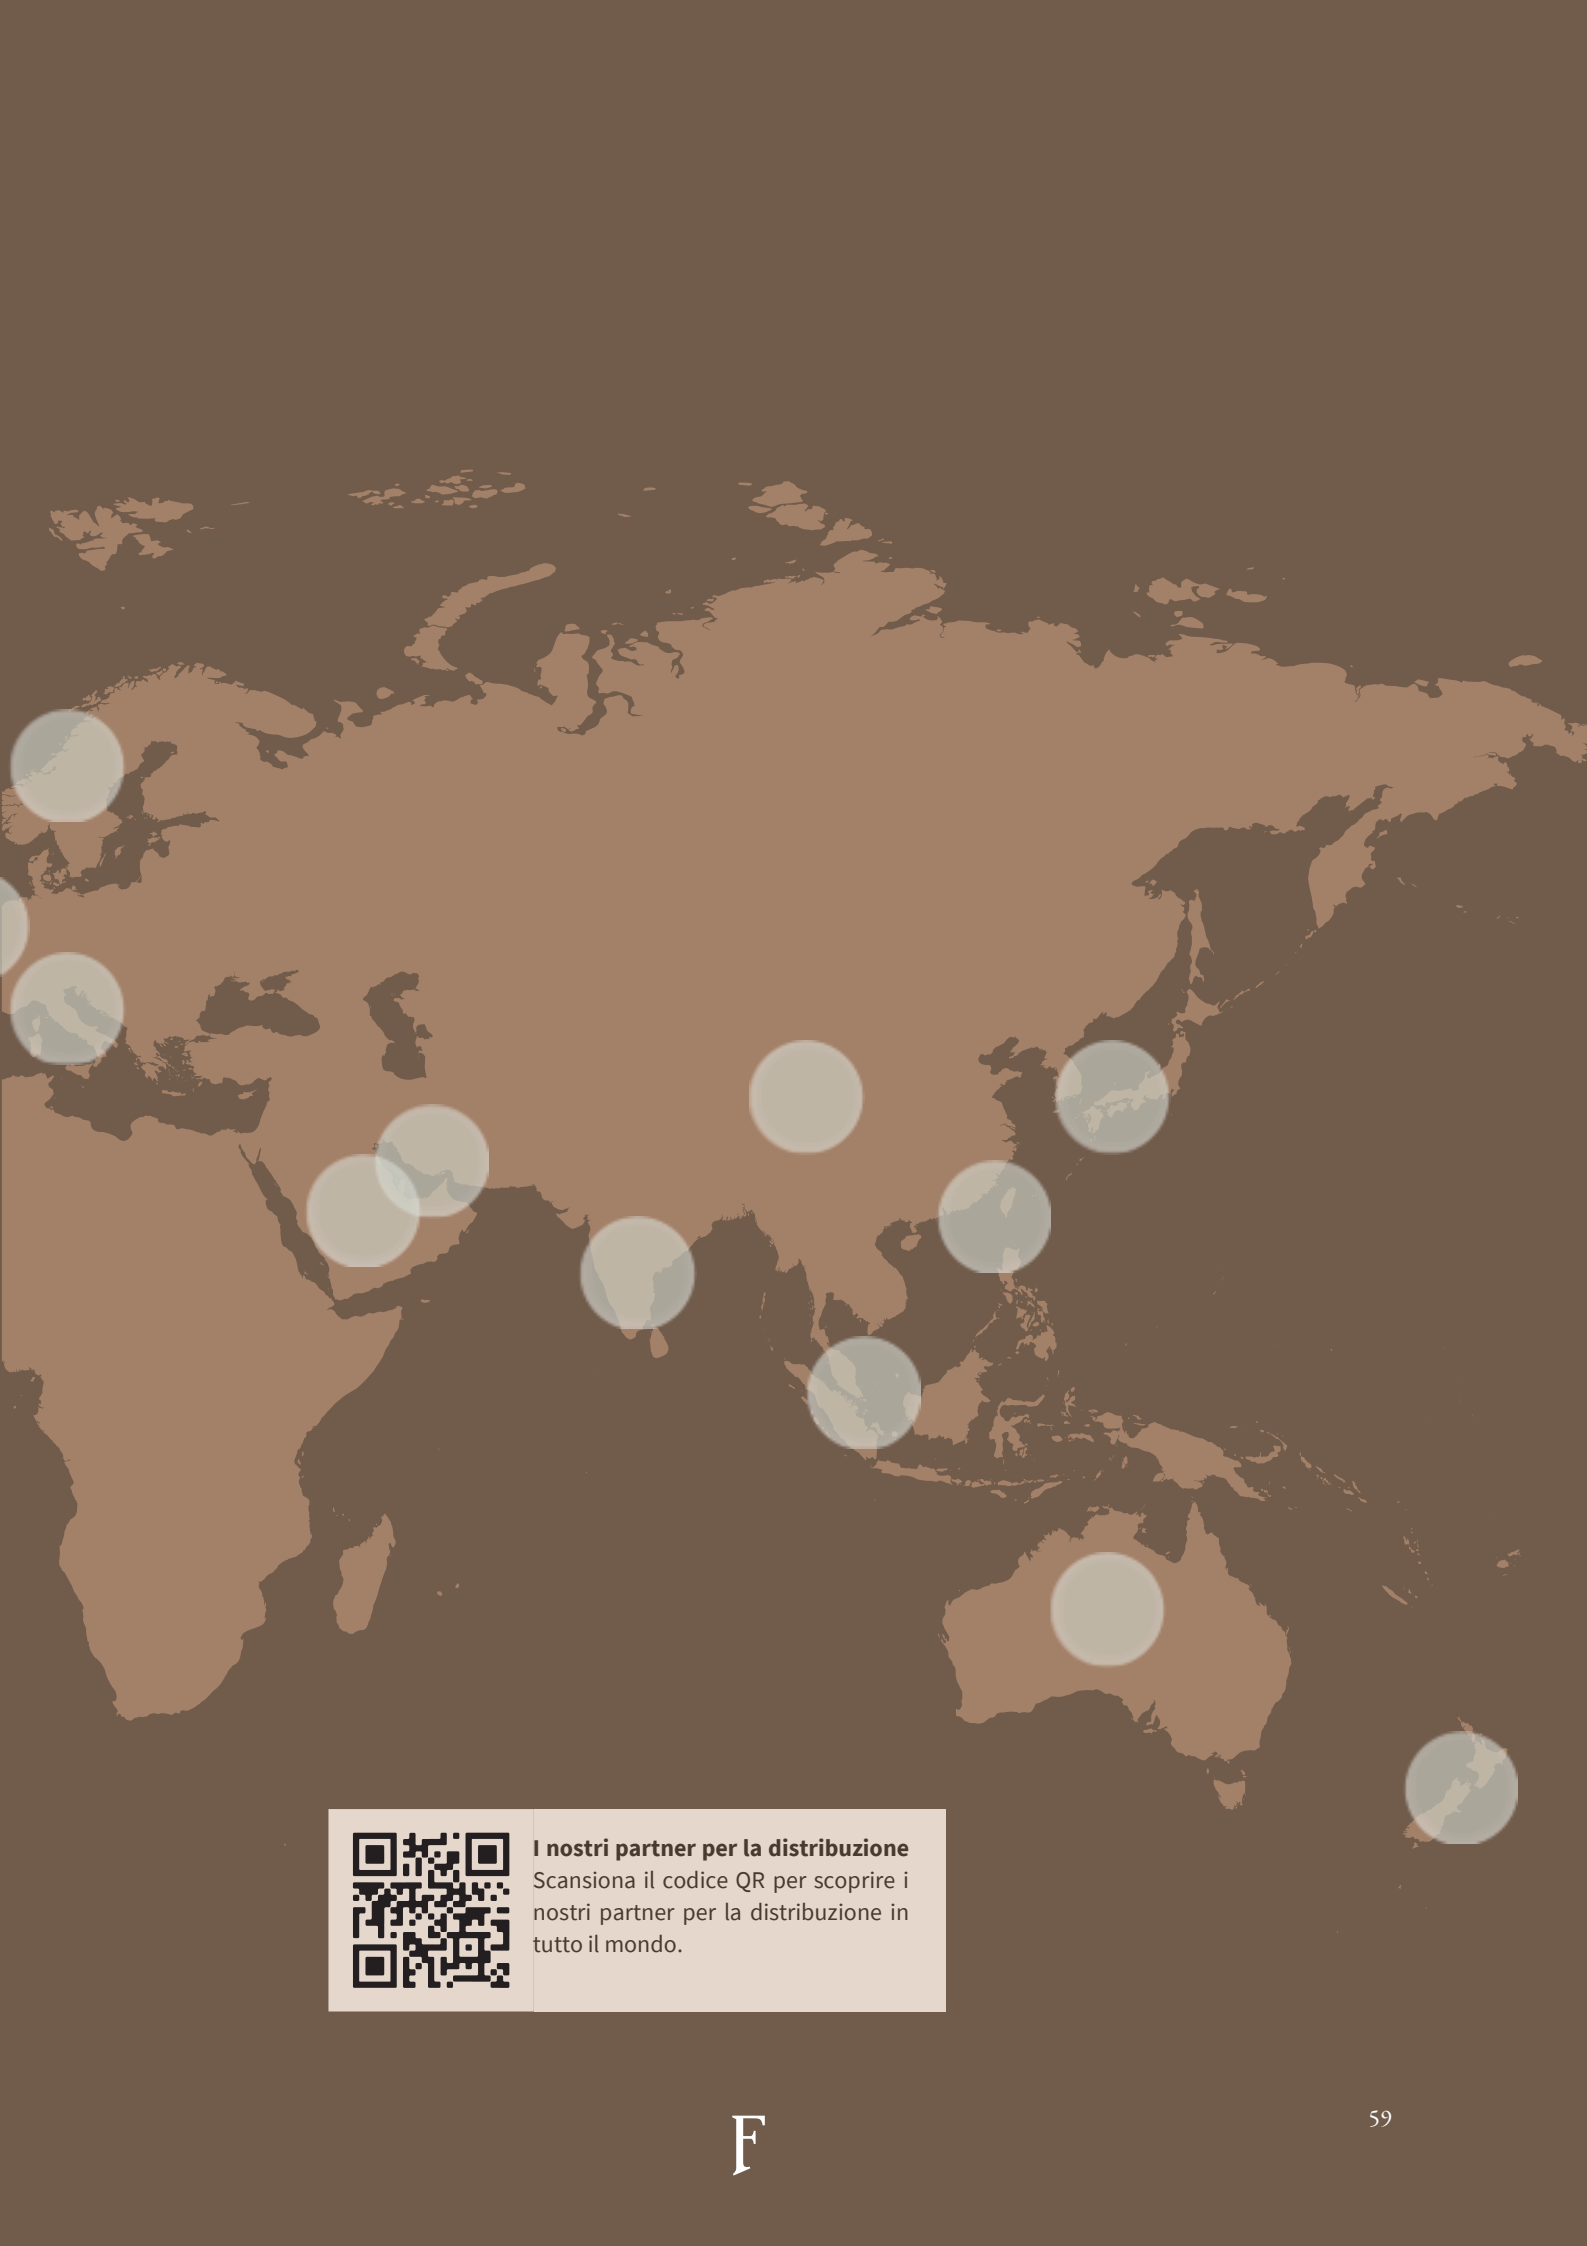 I nostri partner per la distribuzione
Scansiona il codice QR per scoprire i
nostri partner per la distribuzione in
tutto il mondo.
F
59